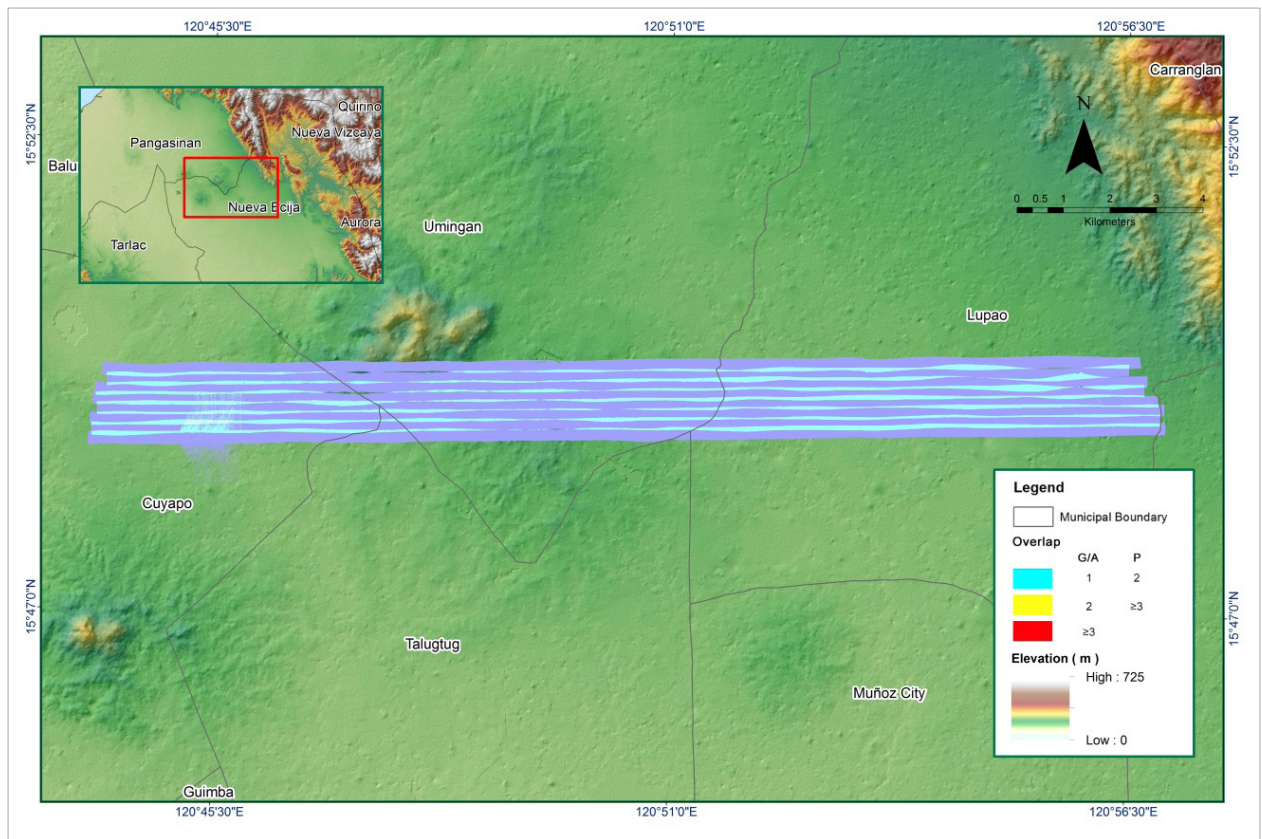 120°45'30"E
120°51'0"E
120°56'30"E
15°52'30"N
15°52'30"N
Carranglan
N
0 0.5 1 2 3 4
Kilometers
Quirino
Nueva Vizcaya
Pangasinan
Nueva Ecija
Aurora
Tarlac
Balu
Umingan
Lupao
Cuyapo
Talugtug
Muñoz City
Guimba
15°47'0"N
15°47'0"N
Legend
Municipal Boundary
Overlap
G/A P
1 2
2 ≥3
≥3
Elevation ( m )
High : 725
Low : 0
120°45'30"E
120°51'0"E
120°56'30"E